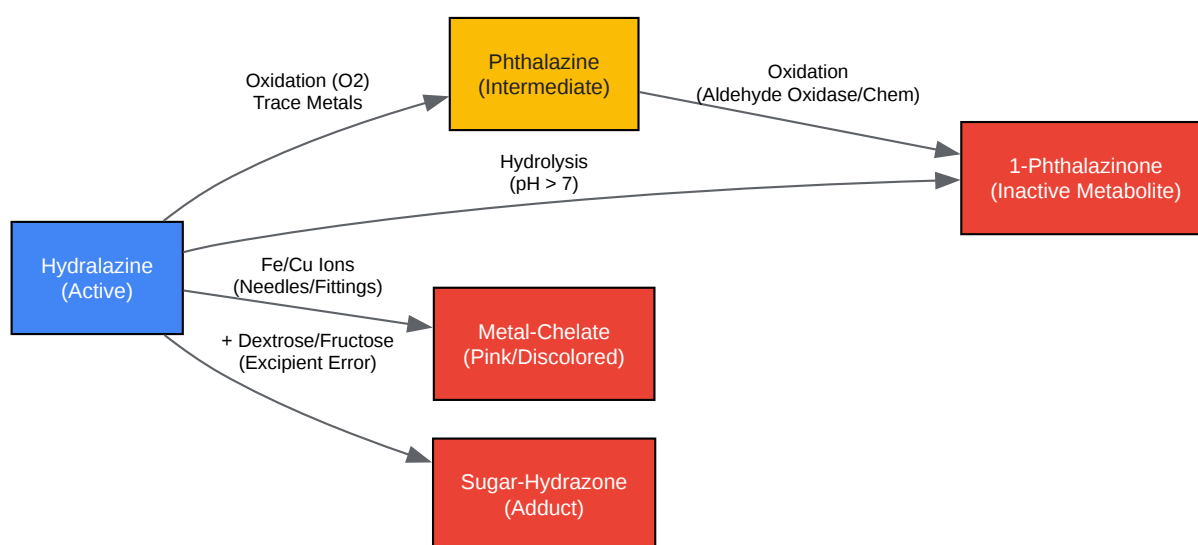 Phthalazine
(Intermediate)
Oxidation (O2)
Trace Metals
Oxidation
(Aldehyde Oxidase/Chem)
Hydrolysis
(pH > 7)
1-Phthalazinone
(Inactive Metabolite)
Hydralazine
(Active)
Fe/Cu Ions
(Needles/Fittings)
+ Dextrose/Fructose
(Excipient Error)
Metal-Chelate
(Pink/Discolored)
Sugar-Hydrazone
(Adduct)